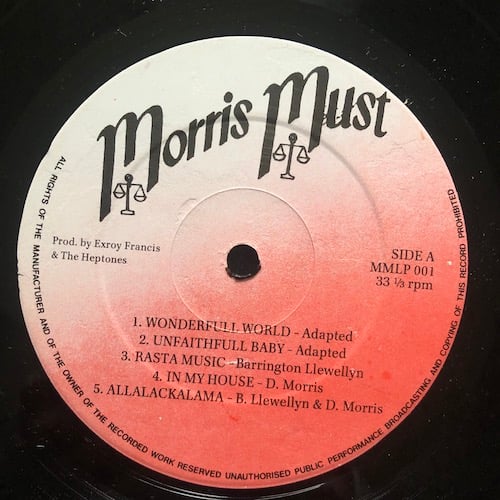 Morris Must
Prod. by Exroy Francis
& The Heptones
SIDE A
MMLP 001
33 ⅓ rpm
1. WONDERFULL WORLD - Adapted
2. UNFAITHFULL BABY - Adapted
3. RASTA MUSIC -Barrington Llewellyn
4. IN MY HOUSE - D. Morris
5. ALLALACKALAMA - B. Llewellyn & D. Morris
ALL RIGHTS OF THE MANUFACTURER AND OF THE OWNER OF THE RECORDED WORK RESERVED UNAUTHORISED PUBLIC PERFORMANCE BROADCASTING AND COPYING OF THIS RECORD PROHIBITED